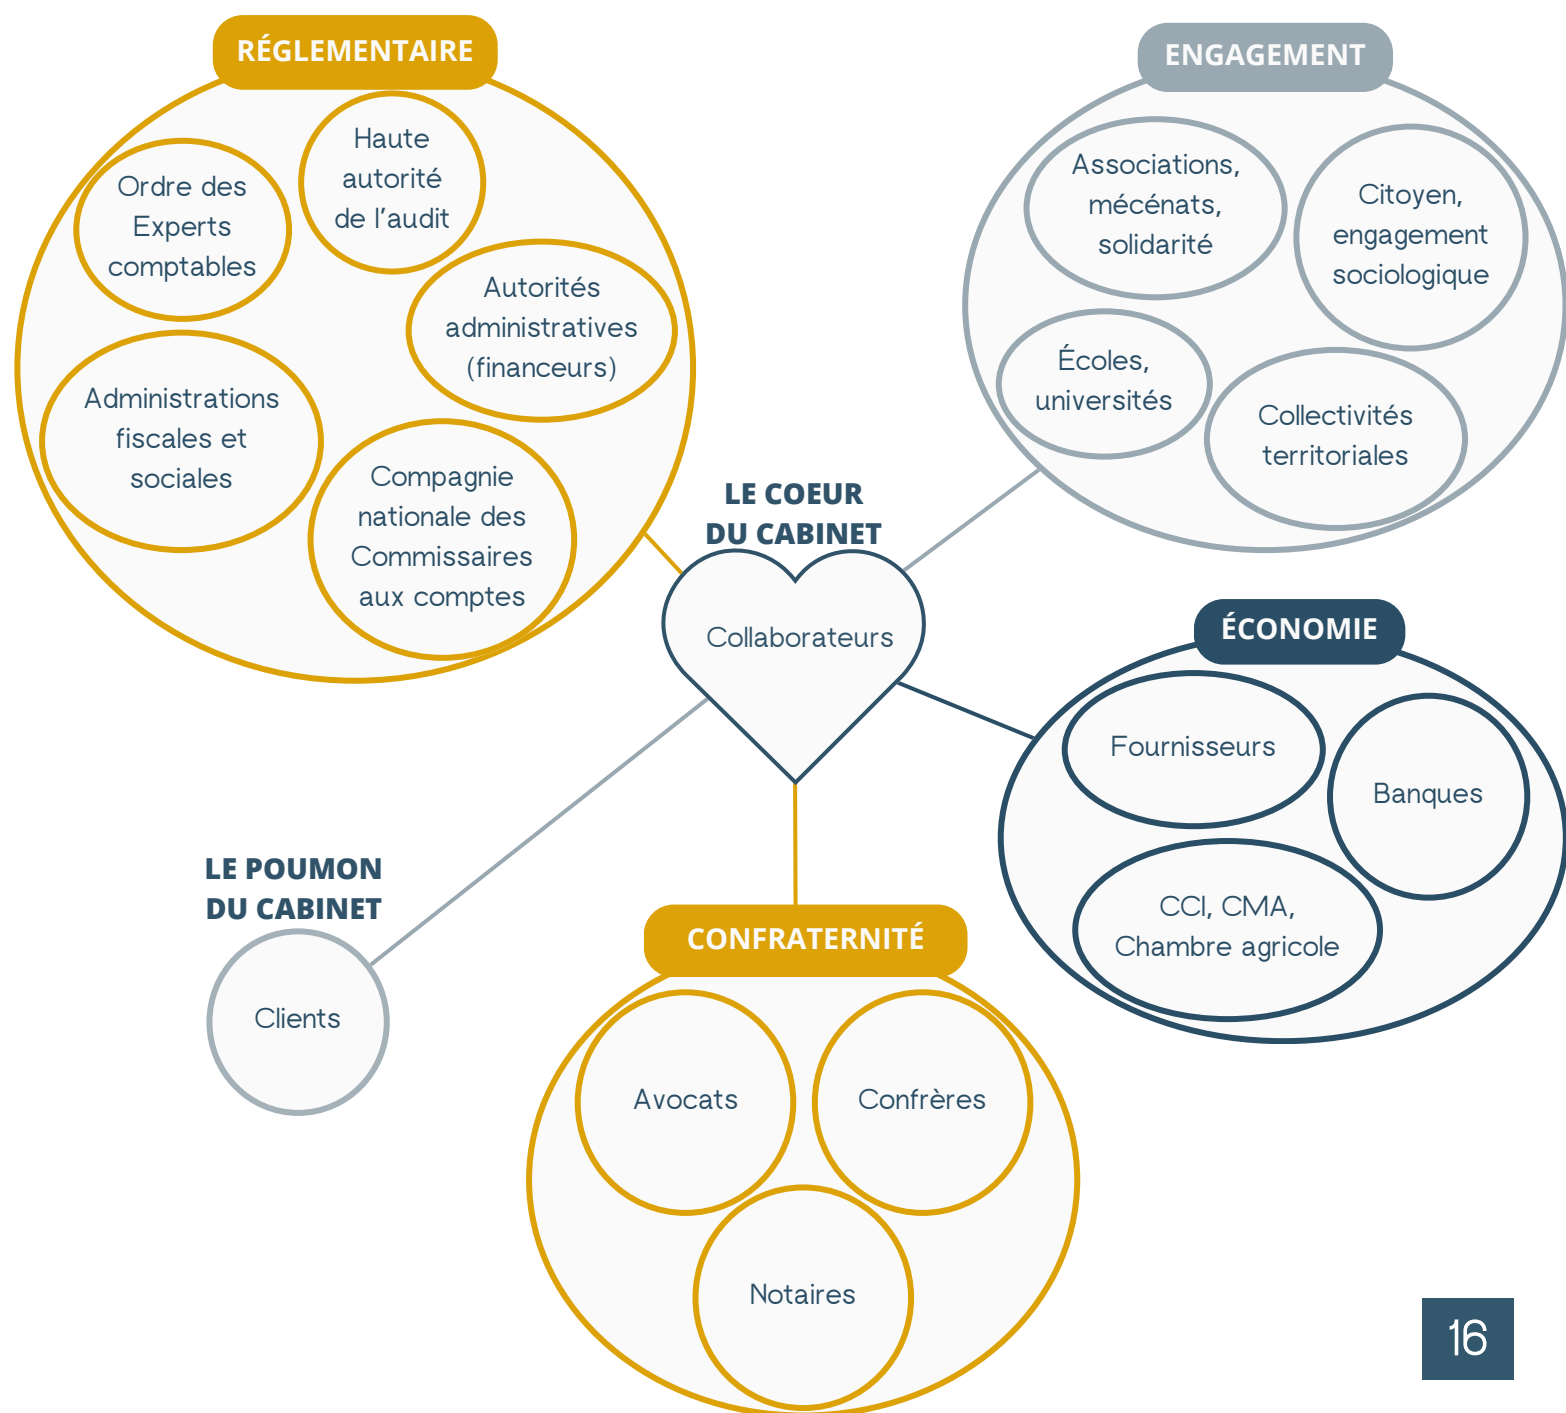 RÉGLEMENTAIRE
Haute
autorité
de l'audit
Ordre des
Experts
comptables
Autorités
administratives
(financeurs)
Administrations
fiscales et
sociales
Compagnie
nationale des
Commissaires
aux comptes
ENGAGEMENT
Associations,
mécénats,
solidarité
Citoyen,
engagement
sociologique
Écoles,
universités
Collectivités
territoriales
LE COEUR
DU CABINET
Collaborateurs
ÉCONOMIE
Fournisseurs
Banques
CCI, CMA,
Chambre agricole
LE POUMON
DU CABINET
Clients
CONFRATERNITÉ
Avocats
Confrères
Notaires
16